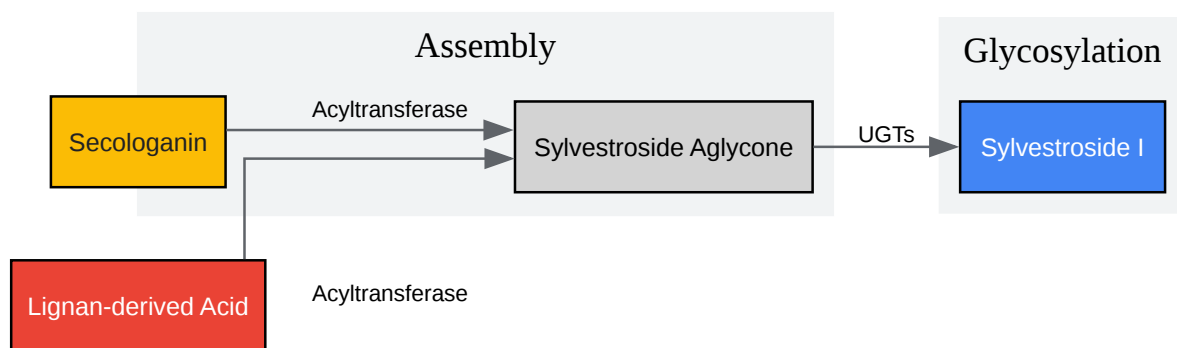 Assembly
Glycosylation
Acyltransferase
Secologanin
Sylvestroside Aglycone
UGTs
Sylvestroside I
Lignan-derived Acid
Acyltransferase